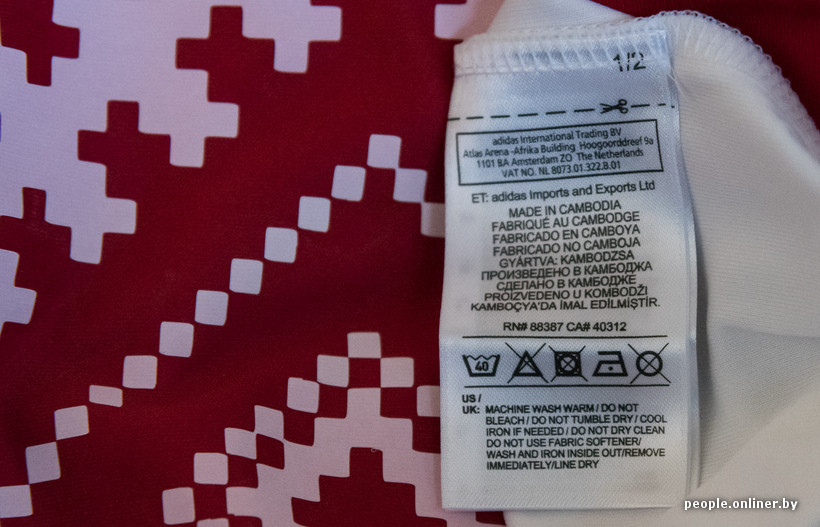 1/2
adidas International Trading BV
Atlas Arena -Afrika Building Hoogoorddreef 9a
1101 BA Amsterdam ZO The Netherlands
VAT NO. NL 8073.01.322.B.01
ET: adidas Imports and Exports Ltd
MADE IN CAMBODIA
FABRIQUÉ AU CAMBODGE
FABRICADO EN CAMBOYA
FABRICADO NO CAMBOJA
GYÁRTVA: KAMBODZSA
ПРОИЗВЕДЕНО В КАМБОДЖА
СДЕЛАНО В КАМБОДЖЕ
PROIZVEDENO U KOMBODŽI
KAMBOÇYA'DA İMAL EDİLMİŞTİR.
RN# 88387 CA# 40312
40
US /
UK: MACHINE WASH WARM / DO NOT
BLEACH / DO NOT TUMBLE DRY / COOL
IRON IF NEEDED / DO NOT DRY CLEAN
DO NOT USE FABRIC SOFTENER/
WASH AND IRON INSIDE OUT/REMOVE
IMMEDIATELY/LINE DRY
people.onliner.by